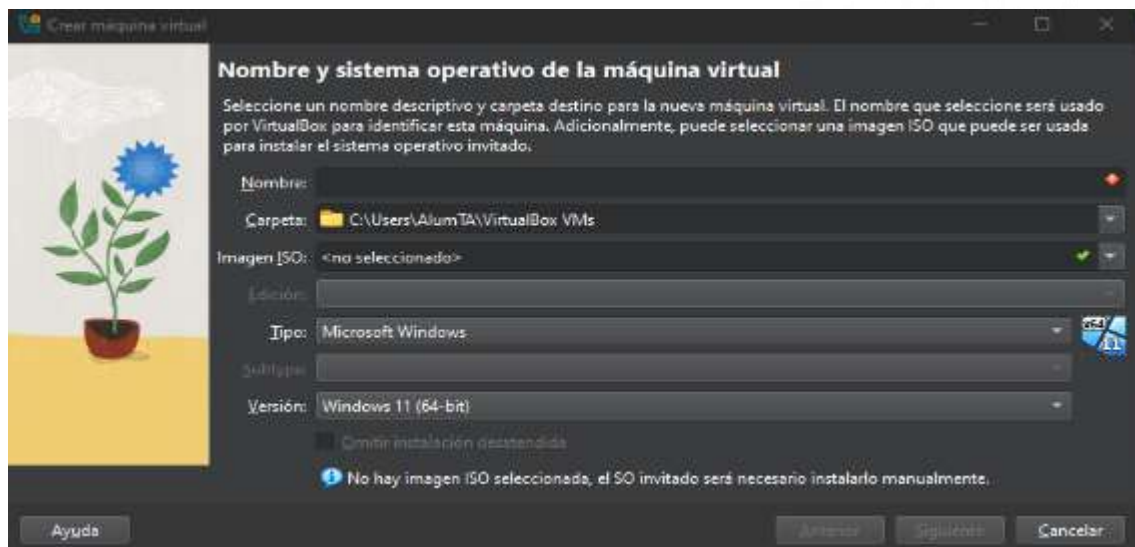 Crear máquina virtual
Nombre y sistema operativo de la máquina virtual
Seleccione un nombre descriptivo y carpeta destino para la nueva máquina virtual. El nombre que seleccione será usado
por VirtualBox para identificar esta máquina. Adicionalmente, puede seleccionar una imagen ISO que puede ser usada
para instalar el sistema operativo invitado.
Nombre:
Carpeta: C:\Users\AlumTA\VirtualBox VMs
Imagen ISO: <no seleccionado>
Edición:
Tipo: Microsoft Windows
x64
11
Subtype:
Versión: Windows 11 (64-bit)
Omitir instalación desatendida
No hay imagen ISO seleccionada, el SO invitado será necesario instalarlo manualmente.
Ayuda Anterior Siguiente Cancelar